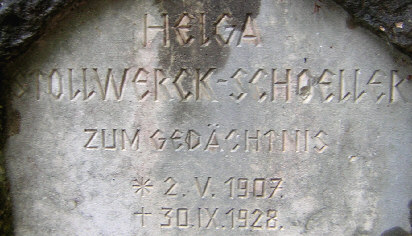 HELGA
STOLLWERCK-SCHOELLER
ZUM GEDÄCHTNIS
* 2. V. 1907.
† 30.IX.1928.